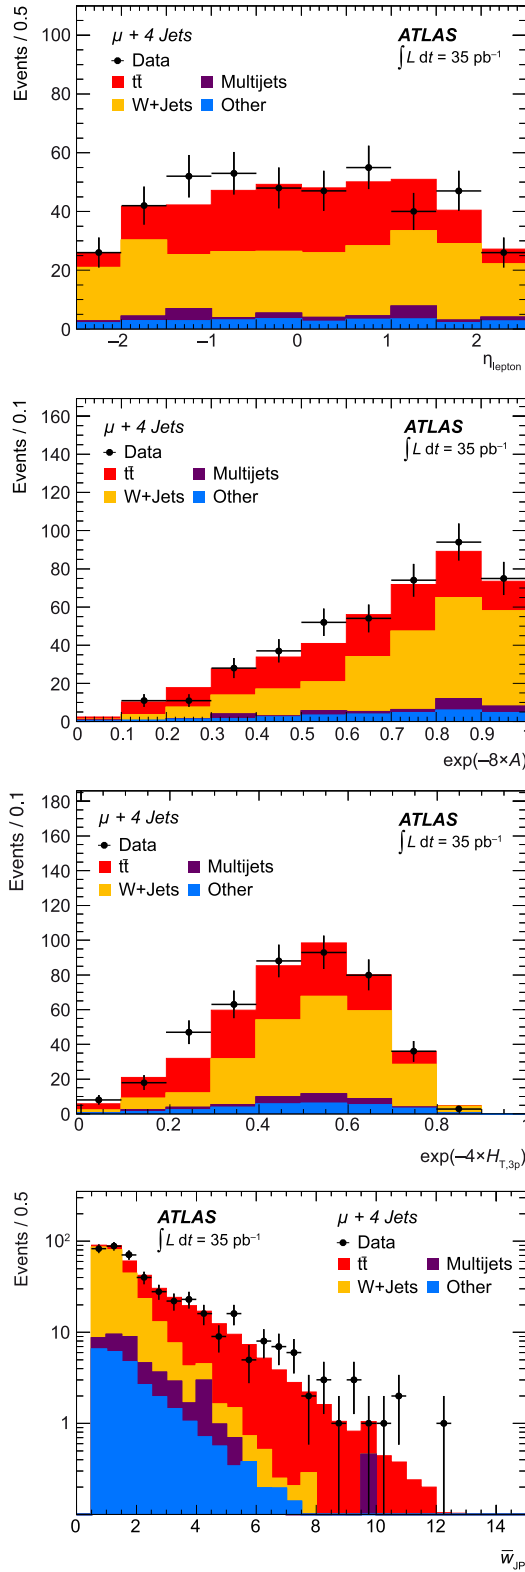 Events / 0.5
100
80
60
40
20
0
μ + 4 Jets
ATLAS
∫L dt = 35 pb⁻¹
Data
tt̄
Multijets
W+Jets
Other
–2
–1
0
1
2
η_lepton
Events / 0.1
160
140
120
100
80
60
40
20
0
μ + 4 Jets
ATLAS
∫L dt = 35 pb⁻¹
Data
tt̄
Multijets
W+Jets
Other
0 0.1 0.2 0.3 0.4 0.5 0.6 0.7 0.8 0.9 1
exp(–8×A)
Events / 0.1
180
160
140
120
100
80
60
40
20
0
μ + 4 Jets
ATLAS
∫L dt = 35 pb⁻¹
Data
tt̄
Multijets
W+Jets
Other
0 0.2 0.4 0.6 0.8 1
exp(–4×H_T,3p)
Events / 0.5
10²
10
1
ATLAS
∫L dt = 35 pb⁻¹
μ + 4 Jets
Data
tt̄
Multijets
W+Jets
Other
0 2 4 6 8 10 12 14
w̅_JP